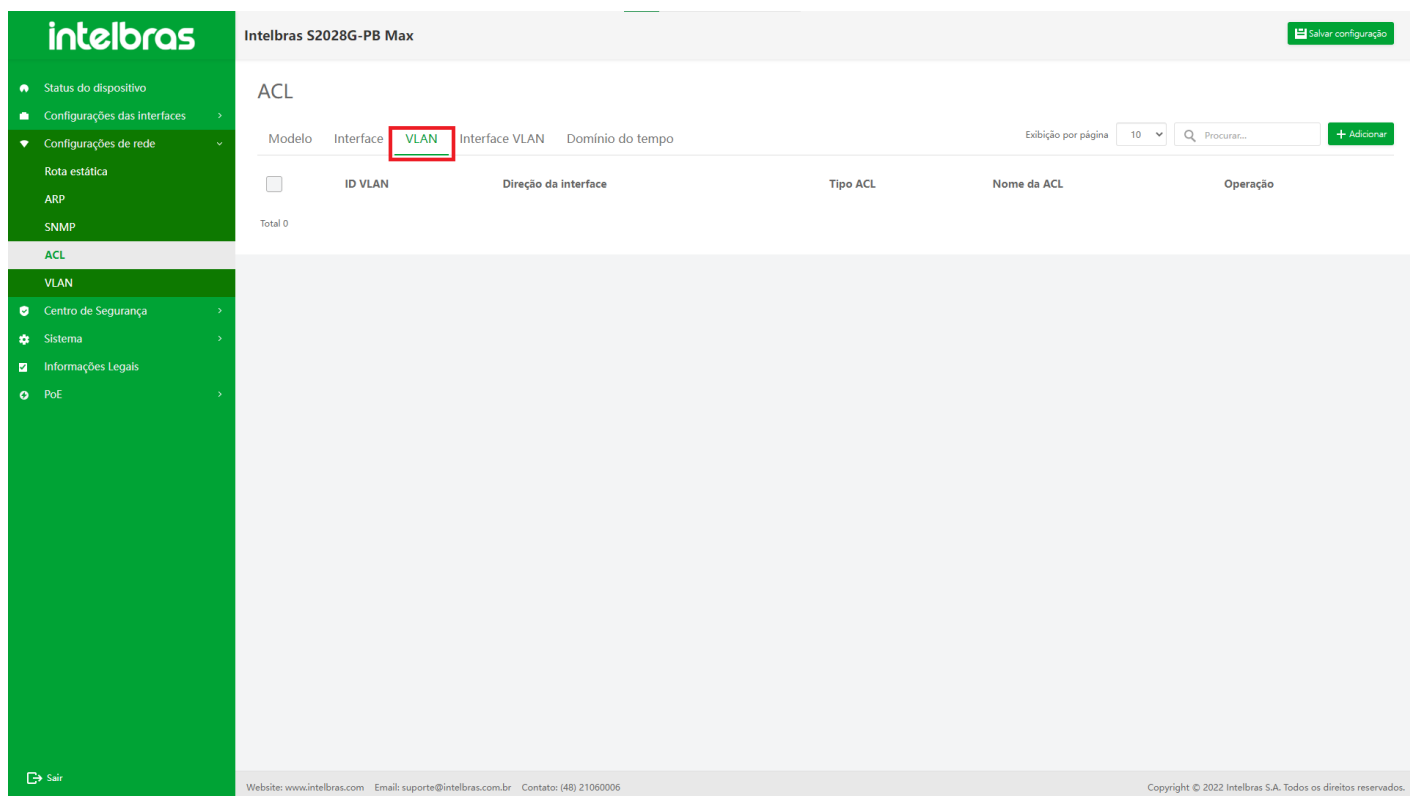 intelbras
Intelbras S2028G-PB Max
Salvar configuração
Status do dispositivo
Configurações das interfaces
Configurações de rede
Rota estática
ARP
SNMP
ACL
VLAN
Centro de Segurança
Sistema
Informações Legais
PoE
Sair
ACL
Modelo Interface VLAN Interface VLAN Domínio do tempo
Exibição por página 10 Procurar... + Adicionar
ID VLAN Direção da interface Tipo ACL Nome da ACL Operação
Total 0
Website: www.intelbras.com Email: suporte@intelbras.com.br Contato: (48) 21060006
Copyright © 2022 Intelbras S.A. Todos os direitos reservados.